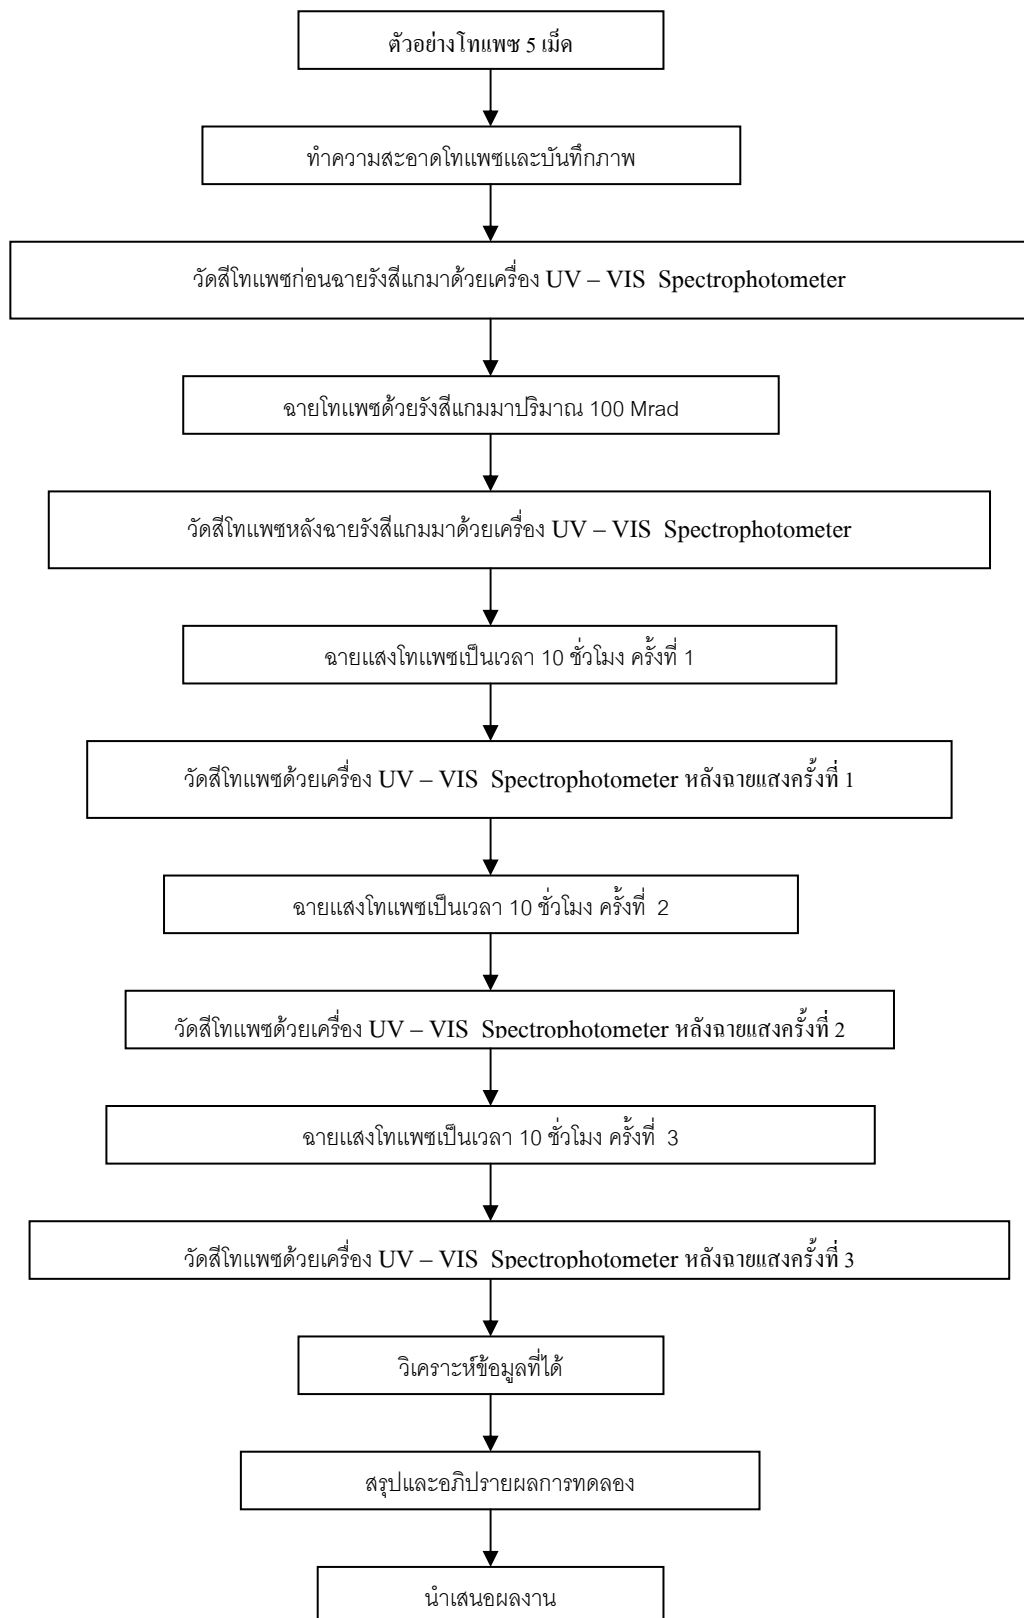 ตัวอย่างโทแพซ 5 เม็ด
ทำความสะอาดโทแพซและบันทึกภาพ
วัดสีโทแพซก่อนฉายรังสีแกมาด้วยเครื่อง UV – VIS Spectrophotometer
ฉายโทแพซด้วยรังสีแกมมาปริมาณ 100 Mrad
วัดสีโทแพซหลังฉายรังสีแกมมาด้วยเครื่อง UV – VIS Spectrophotometer
ฉายแสงโทแพซเป็นเวลา 10 ชั่วโมง ครั้งที่ 1
วัดสีโทแพซด้วยเครื่อง UV – VIS Spectrophotometer หลังฉายแสงครั้งที่ 1
ฉายแสงโทแพซเป็นเวลา 10 ชั่วโมง ครั้งที่ 2
วัดสีโทแพซด้วยเครื่อง UV – VIS Spectrophotometer หลังฉายแสงครั้งที่ 2
ฉายแสงโทแพซเป็นเวลา 10 ชั่วโมง ครั้งที่ 3
วัดสีโทแพซด้วยเครื่อง UV – VIS Spectrophotometer หลังฉายแสงครั้งที่ 3
วิเคราะห์ข้อมูลที่ได้
สรุปและอภิปรายผลการทดลอง
นำเสนอผลงาน